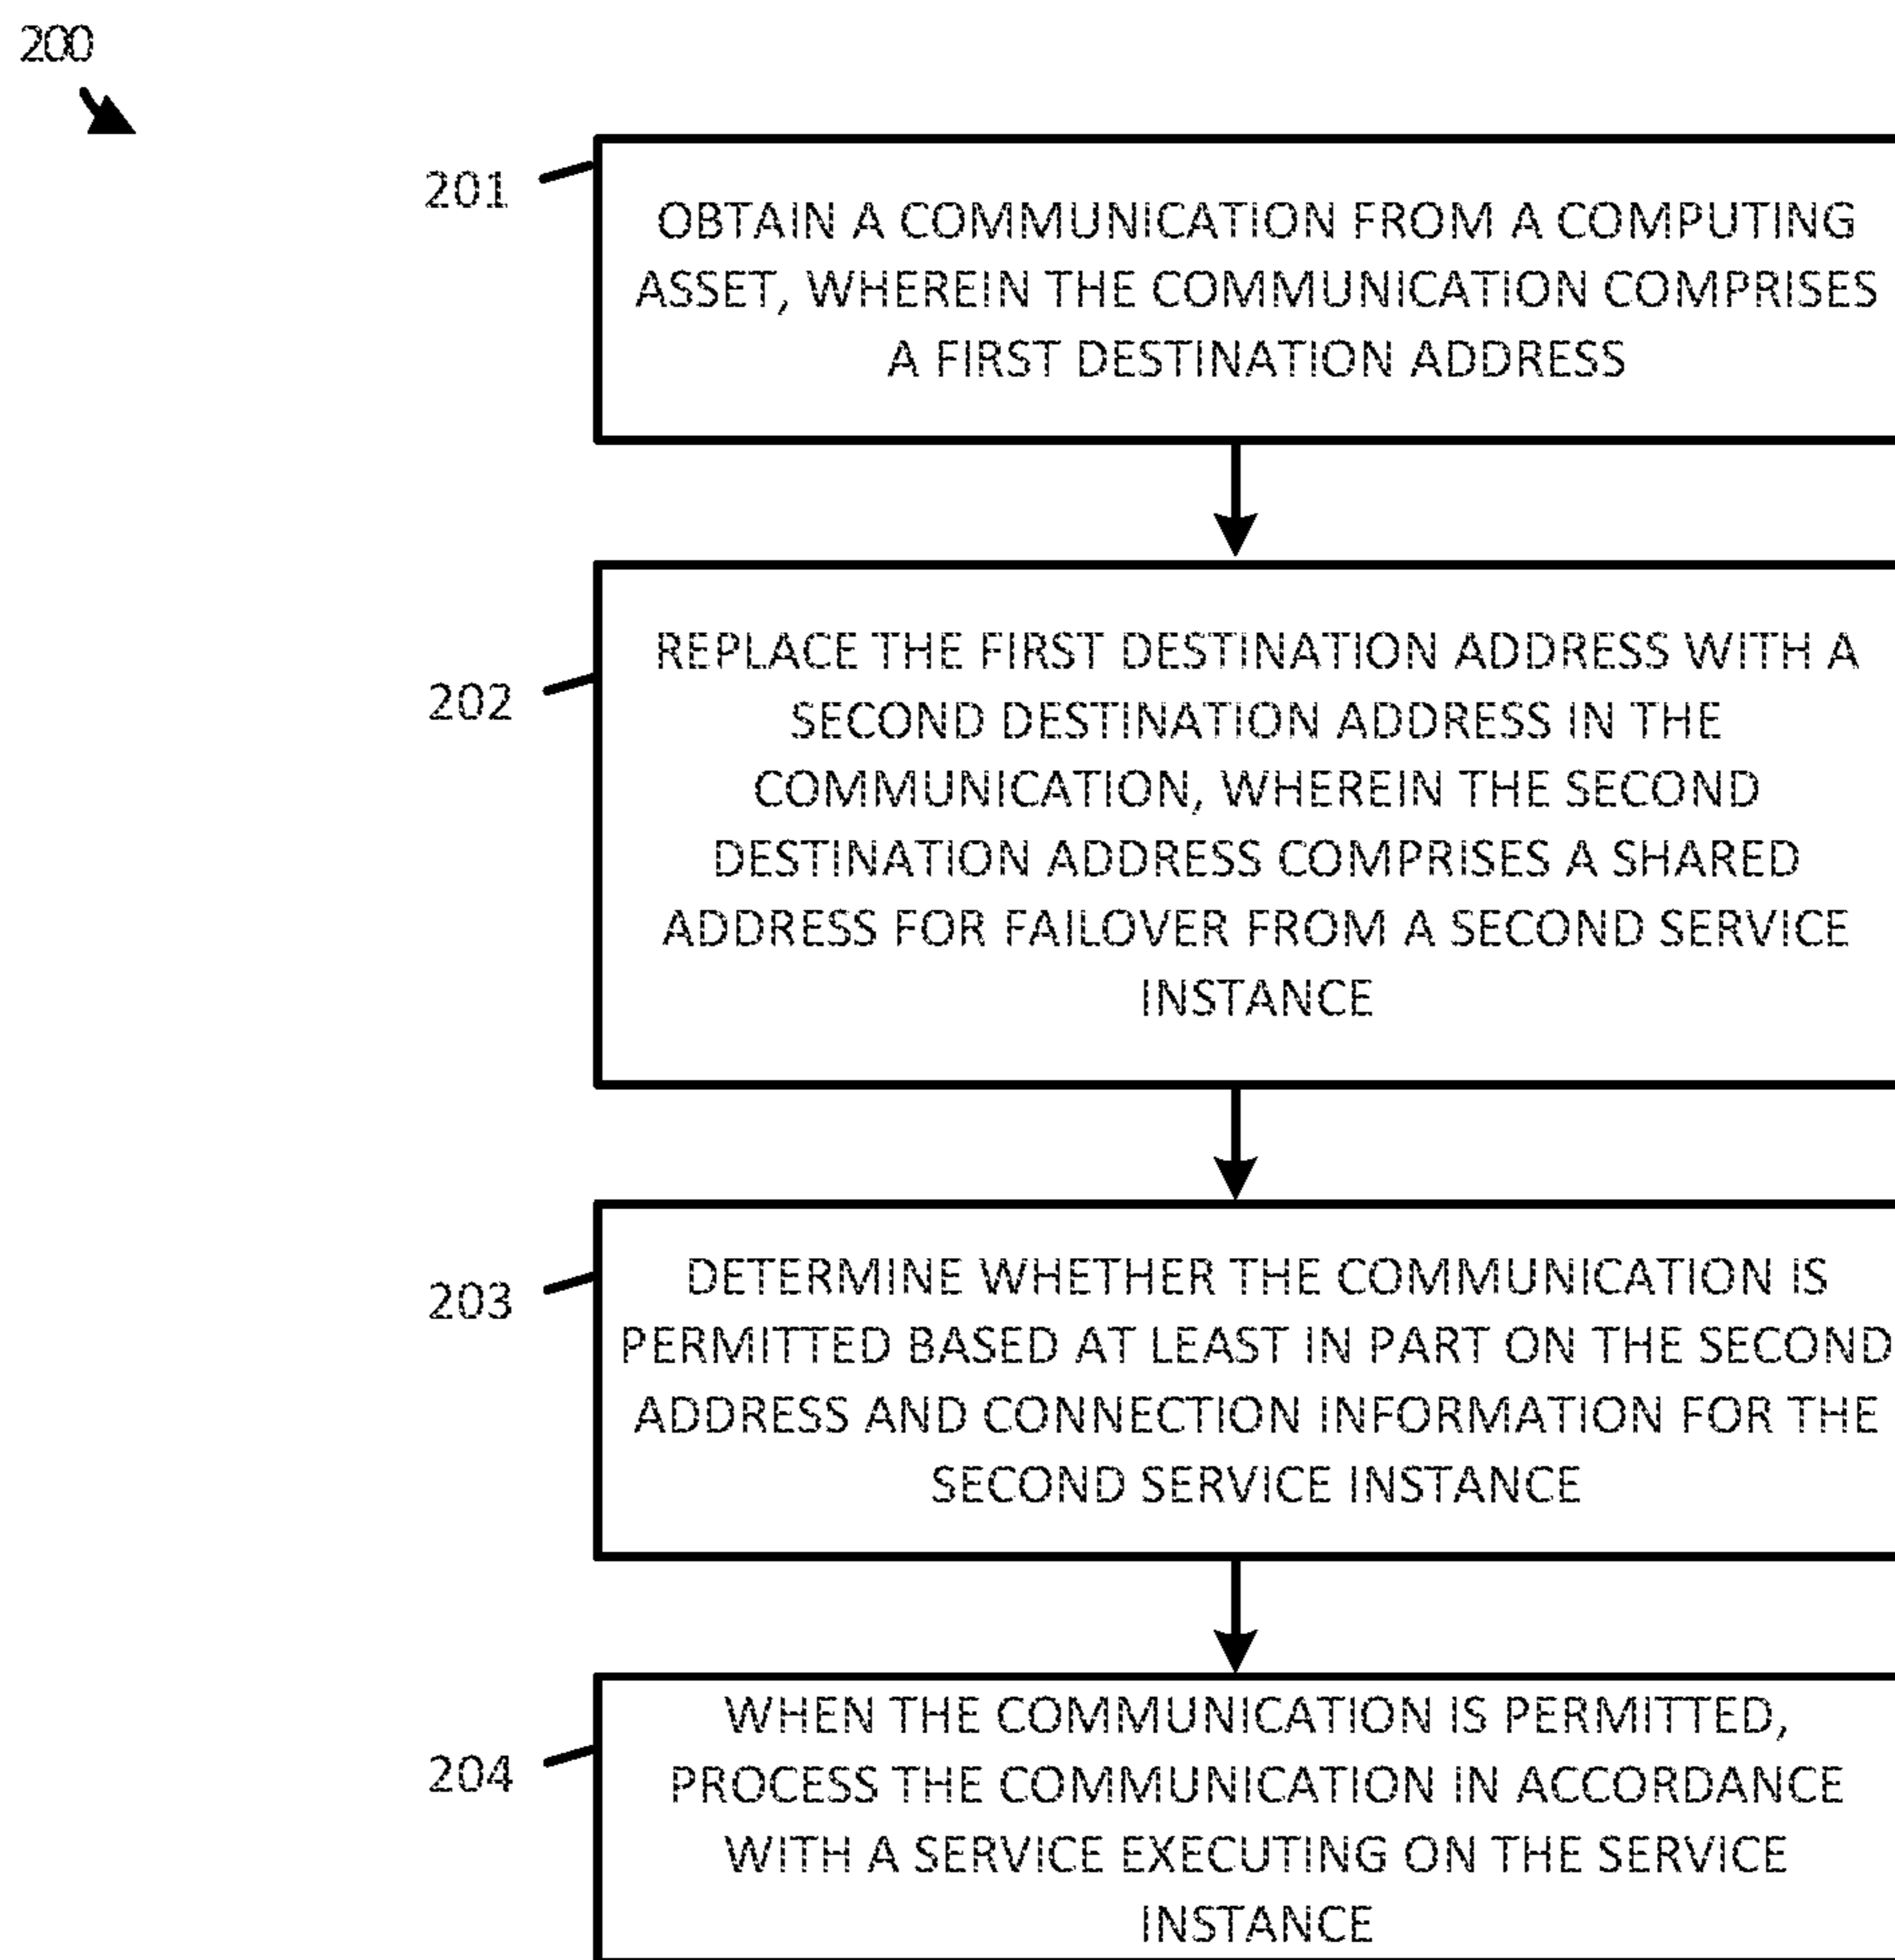 200
201
OBTAIN A COMMUNICATION FROM A COMPUTING
ASSET, WHEREIN THE COMMUNICATION COMPRISES
A FIRST DESTINATION ADDRESS
202
REPLACE THE FIRST DESTINATION ADDRESS WITH A
SECOND DESTINATION ADDRESS IN THE
COMMUNICATION, WHEREIN THE SECOND
DESTINATION ADDRESS COMPRISES A SHARED
ADDRESS FOR FAILOVER FROM A SECOND SERVICE
INSTANCE
203
DETERMINE WHETHER THE COMMUNICATION IS
PERMITTED BASED AT LEAST IN PART ON THE SECOND
ADDRESS AND CONNECTION INFORMATION FOR THE
SECOND SERVICE INSTANCE
204
WHEN THE COMMUNICATION IS PERMITTED,
PROCESS THE COMMUNICATION IN ACCORDANCE
WITH A SERVICE EXECUTING ON THE SERVICE
INSTANCE